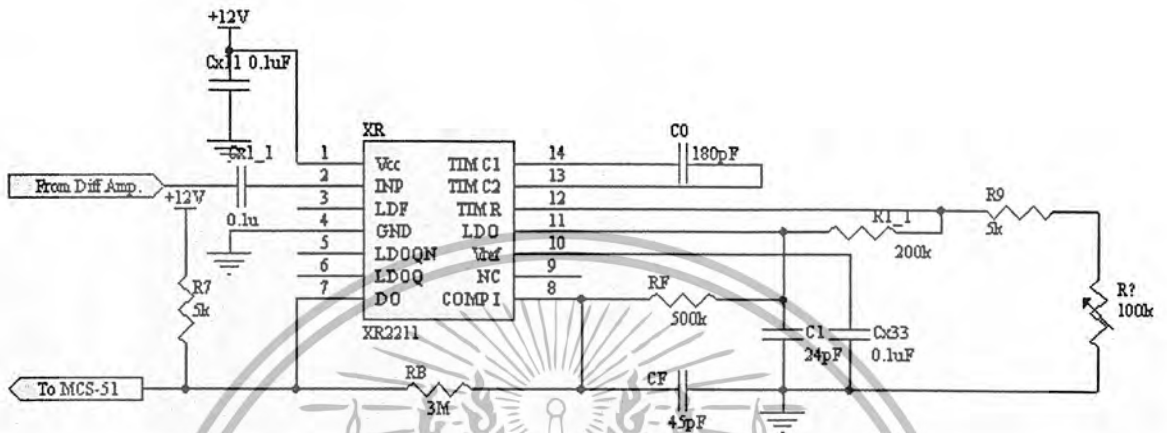 +12V
Cx11 0.1uF
Cx1_1
From Diff Amp.
0.1u
+12V
R7
5k
To MCS-51
XR
1 Vcc TIM C1 14
2 INP TIM C2 13
3 LDF TIM R 12
4 GND LDO 11
5 LDOQN Vref 10
6 LDOQ NC 9
7 DO COMP I 8
XR2211
C0
180pF
R1_1
200k
R9
5k
R?
100k
RF
500k
C1
24pF
Cx33
0.1uF
RB
3M
CF
45pF